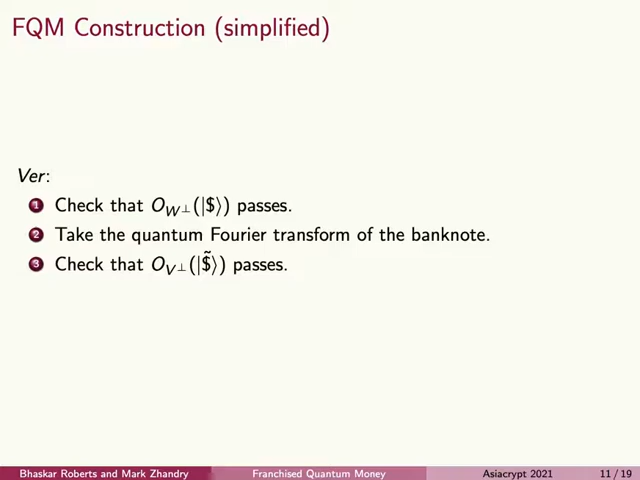 FQM Construction (simplified)
Ver:
1 Check that O_{W^⊥}(|$⟩) passes.
2 Take the quantum Fourier transform of the banknote.
3 Check that O_{V^⊥}(|$̃⟩) passes.
Bhaskar Roberts and Mark Zhandry Franchised Quantum Money Asiacrypt 2021 11 / 19